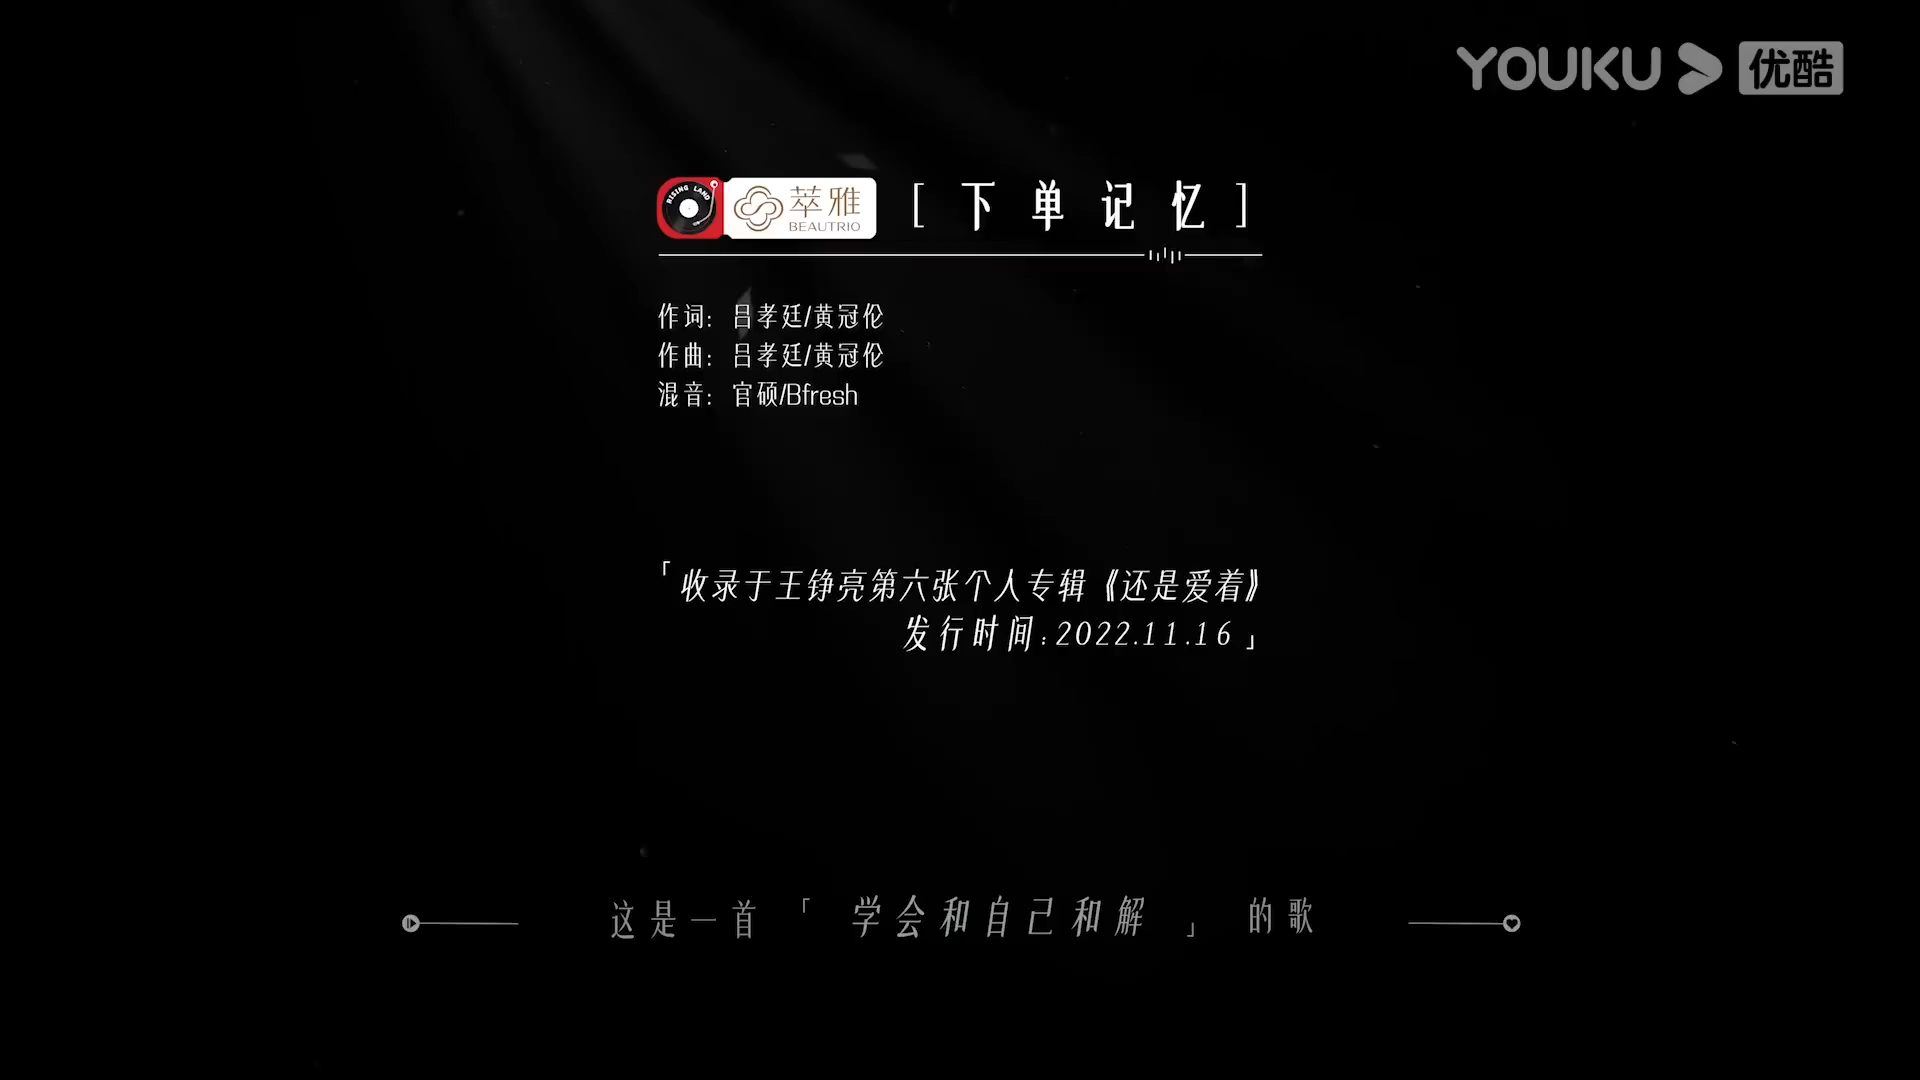 YOUKU 优酷
RISING LAND
萃雅
BEAUTRIO
[ 下单记忆 ]
作词: 吕孝廷/黄冠伦
作曲: 吕孝廷/黄冠伦
混音: 官硕/Bfresh
「收录于王铮亮第六张个人专辑《还是爱着》
发行时间:2022.11.16」
这是一首「学会和自己和解」的歌